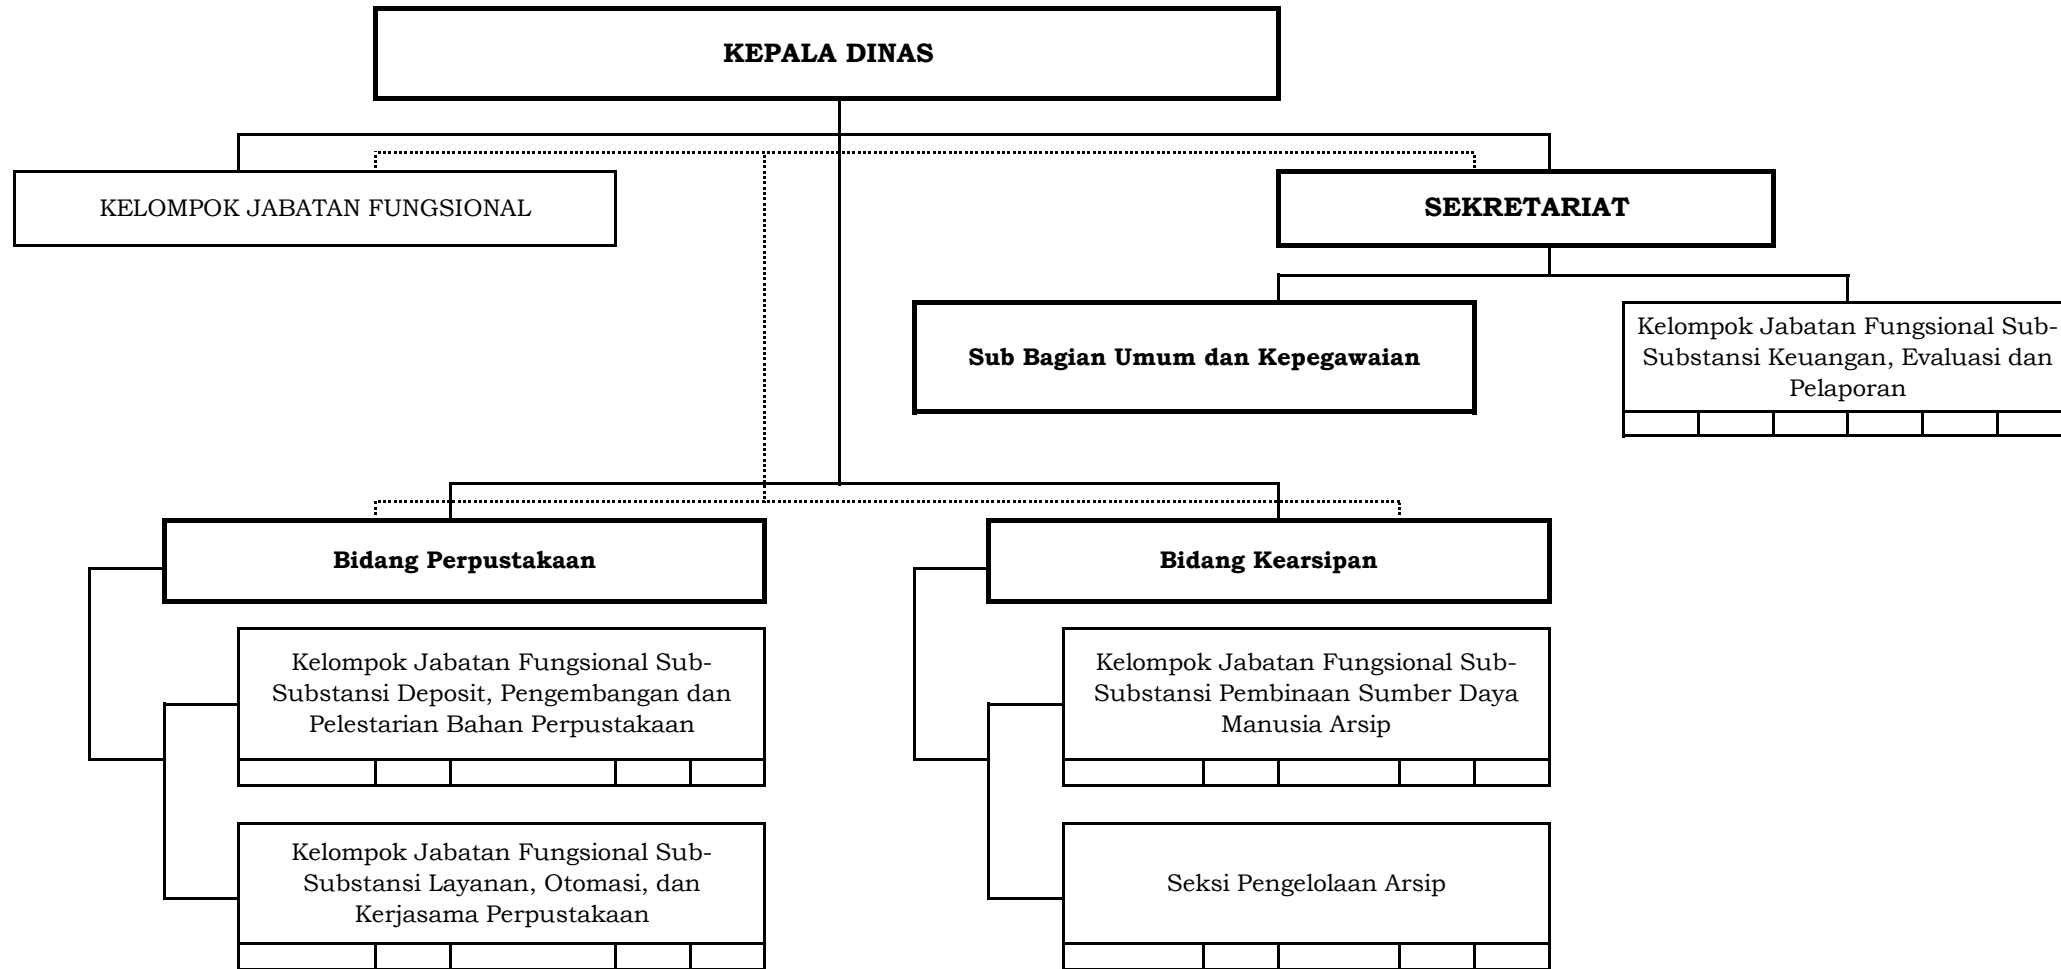 KEPALA DINAS
KELOMPOK JABATAN FUNGSIONAL
SEKRETARIAT
Sub Bagian Umum dan Kepegawaian
Kelompok Jabatan Fungsional Sub-
Substansi Keuangan, Evaluasi dan
Pelaporan
Bidang Perpustakaan
Bidang Kearsipan
Kelompok Jabatan Fungsional Sub-
Substansi Deposit, Pengembangan dan
Pelestarian Bahan Perpustakaan
Kelompok Jabatan Fungsional Sub-
Substansi Pembinaan Sumber Daya
Manusia Arsip
Kelompok Jabatan Fungsional Sub-
Substansi Layanan, Otomasi, dan
Kerjasama Perpustakaan
Seksi Pengelolaan Arsip